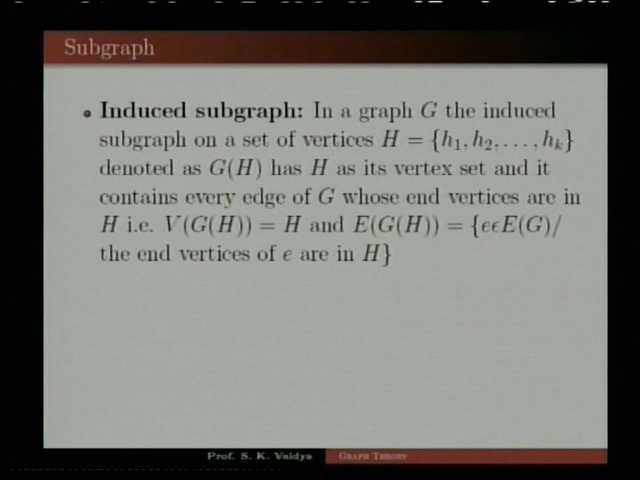 Subgraph
• Induced subgraph: In a graph G the induced
subgraph on a set of vertices H = {h₁, h₂, . . . , hₖ}
denoted as G(H) has H as its vertex set and it
contains every edge of G whose end vertices are in
H i.e. V(G(H)) = H and E(G(H)) = {eϵE(G)/
the end vertices of e are in H}
Prof. S. K. Vaidya GRAPH THEORY